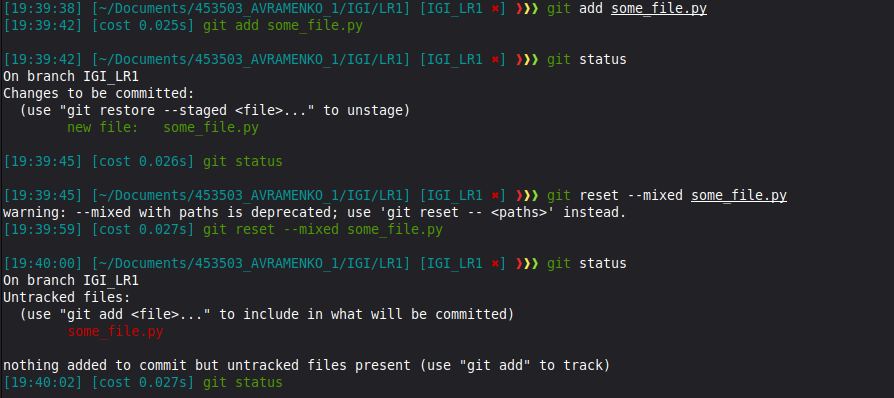 [19:39:38] [~/Documents/453503_AVRAMENKO_1/IGI/LR1] [IGI_LR1 ✖] ❯❯❯ git add some_file.py
[19:39:42] [cost 0.025s] git add some_file.py
[19:39:42] [~/Documents/453503_AVRAMENKO_1/IGI/LR1] [IGI_LR1 ✖] ❯❯❯ git status
On branch IGI_LR1
Changes to be committed:
  (use "git restore --staged <file>..." to unstage)
        new file:   some_file.py
[19:39:45] [cost 0.026s] git status
[19:39:45] [~/Documents/453503_AVRAMENKO_1/IGI/LR1] [IGI_LR1 ✖] ❯❯❯ git reset --mixed some_file.py
warning: --mixed with paths is deprecated; use 'git reset -- <paths>' instead.
[19:39:59] [cost 0.027s] git reset --mixed some_file.py
[19:40:00] [~/Documents/453503_AVRAMENKO_1/IGI/LR1] [IGI_LR1 ✖] ❯❯❯ git status
On branch IGI_LR1
Untracked files:
  (use "git add <file>..." to include in what will be committed)
        some_file.py
nothing added to commit but untracked files present (use "git add" to track)
[19:40:02] [cost 0.027s] git status